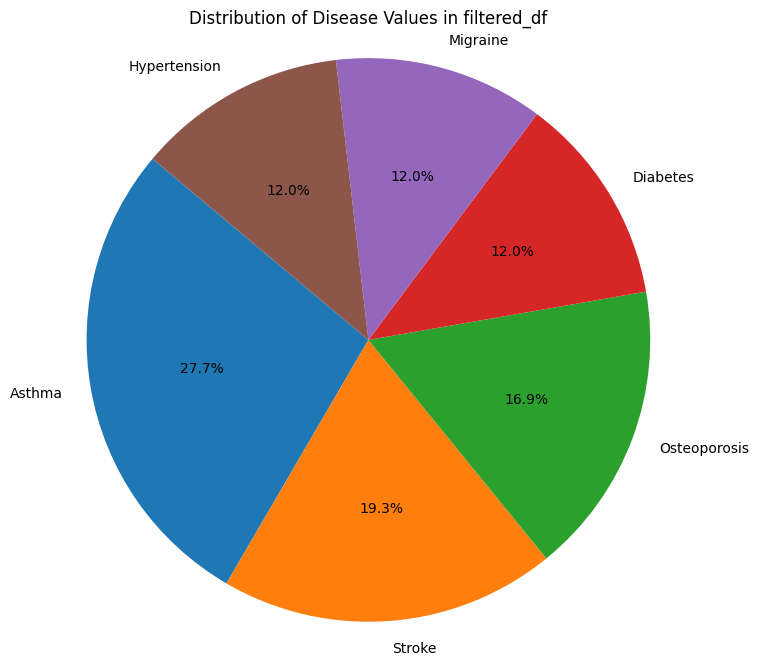 Distribution of Disease Values in filtered_df
Migraine
Hypertension
Diabetes
12.0%
12.0%
12.0%
27.7%
Asthma
16.9%
Osteoporosis
19.3%
Stroke